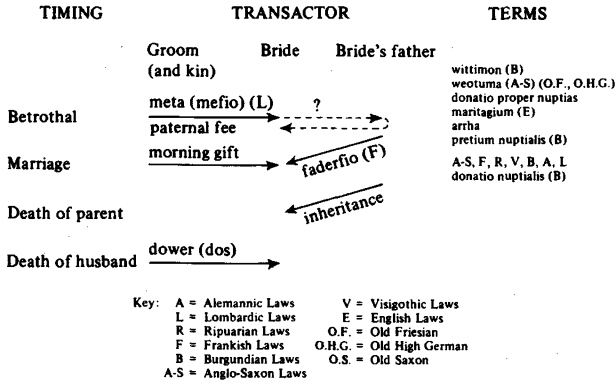 TIMING TRANSACTOR TERMS
Groom Bride Bride's father
(and kin)
wittimon (B)
weotuma (A-S) (O.F., O.H.G.)
donatio proper nuptias
maritagium (E)
arrha
pretium nuptialis (B)
Betrothal meta (mefio) (L) ?
paternal fee
Marriage morning gift faderfio (F) A-S, F, R, V, B, A, L
donatio nuptialis (B)
Death of parent inheritance
Death of husband dower (dos)
Key: A = Alemannic Laws V = Visigothic Laws
L = Lombardic Laws E = English Laws
R = Ripuarian Laws O.F. = Old Friesian
F = Frankish Laws O.H.G. = Old High German
B = Burgundian Laws O.S. = Old Saxon
A-S = Anglo-Saxon Laws